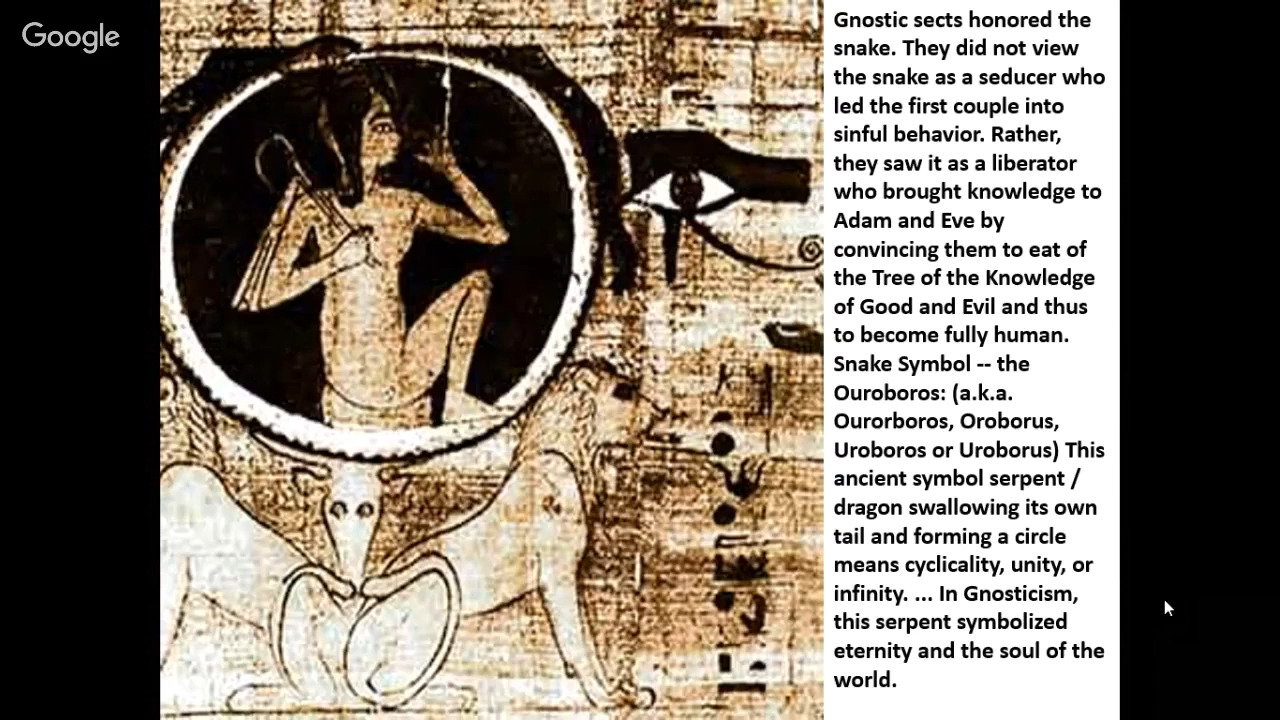 Google
Gnostic sects honored the
snake. They did not view
the snake as a seducer who
led the first couple into
sinful behavior. Rather,
they saw it as a liberator
who brought knowledge to
Adam and Eve by
convincing them to eat of
the Tree of the Knowledge
of Good and Evil and thus
to become fully human.
Snake Symbol -- the
Ouroboros: (a.k.a.
Ourorboros, Oroborus,
Uroboros or Uroborus) This
ancient symbol serpent /
dragon swallowing its own
tail and forming a circle
means cyclicality, unity, or
infinity. ... In Gnosticism,
this serpent symbolized
eternity and the soul of the
world.